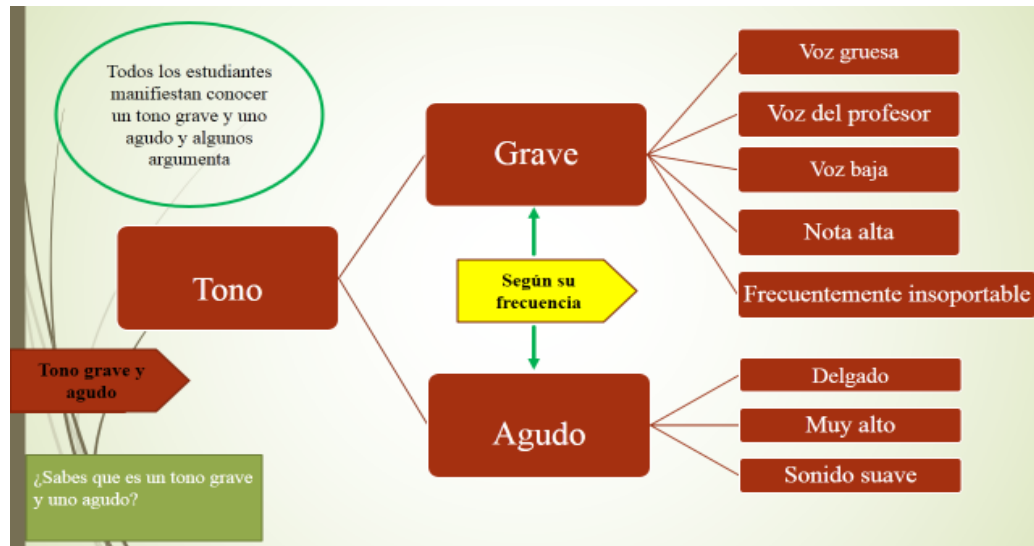 Todos los estudiantes
manifiestan conocer
un tono grave y uno
agudo y algunos
argumenta
Tono
Tono grave y
agudo
¿Sabes que es un tono grave
y uno agudo?
Grave
Según su
frecuencia
Agudo
Voz gruesa
Voz del profesor
Voz baja
Nota alta
Frecuentemente insoportable
Delgado
Muy alto
Sonido suave